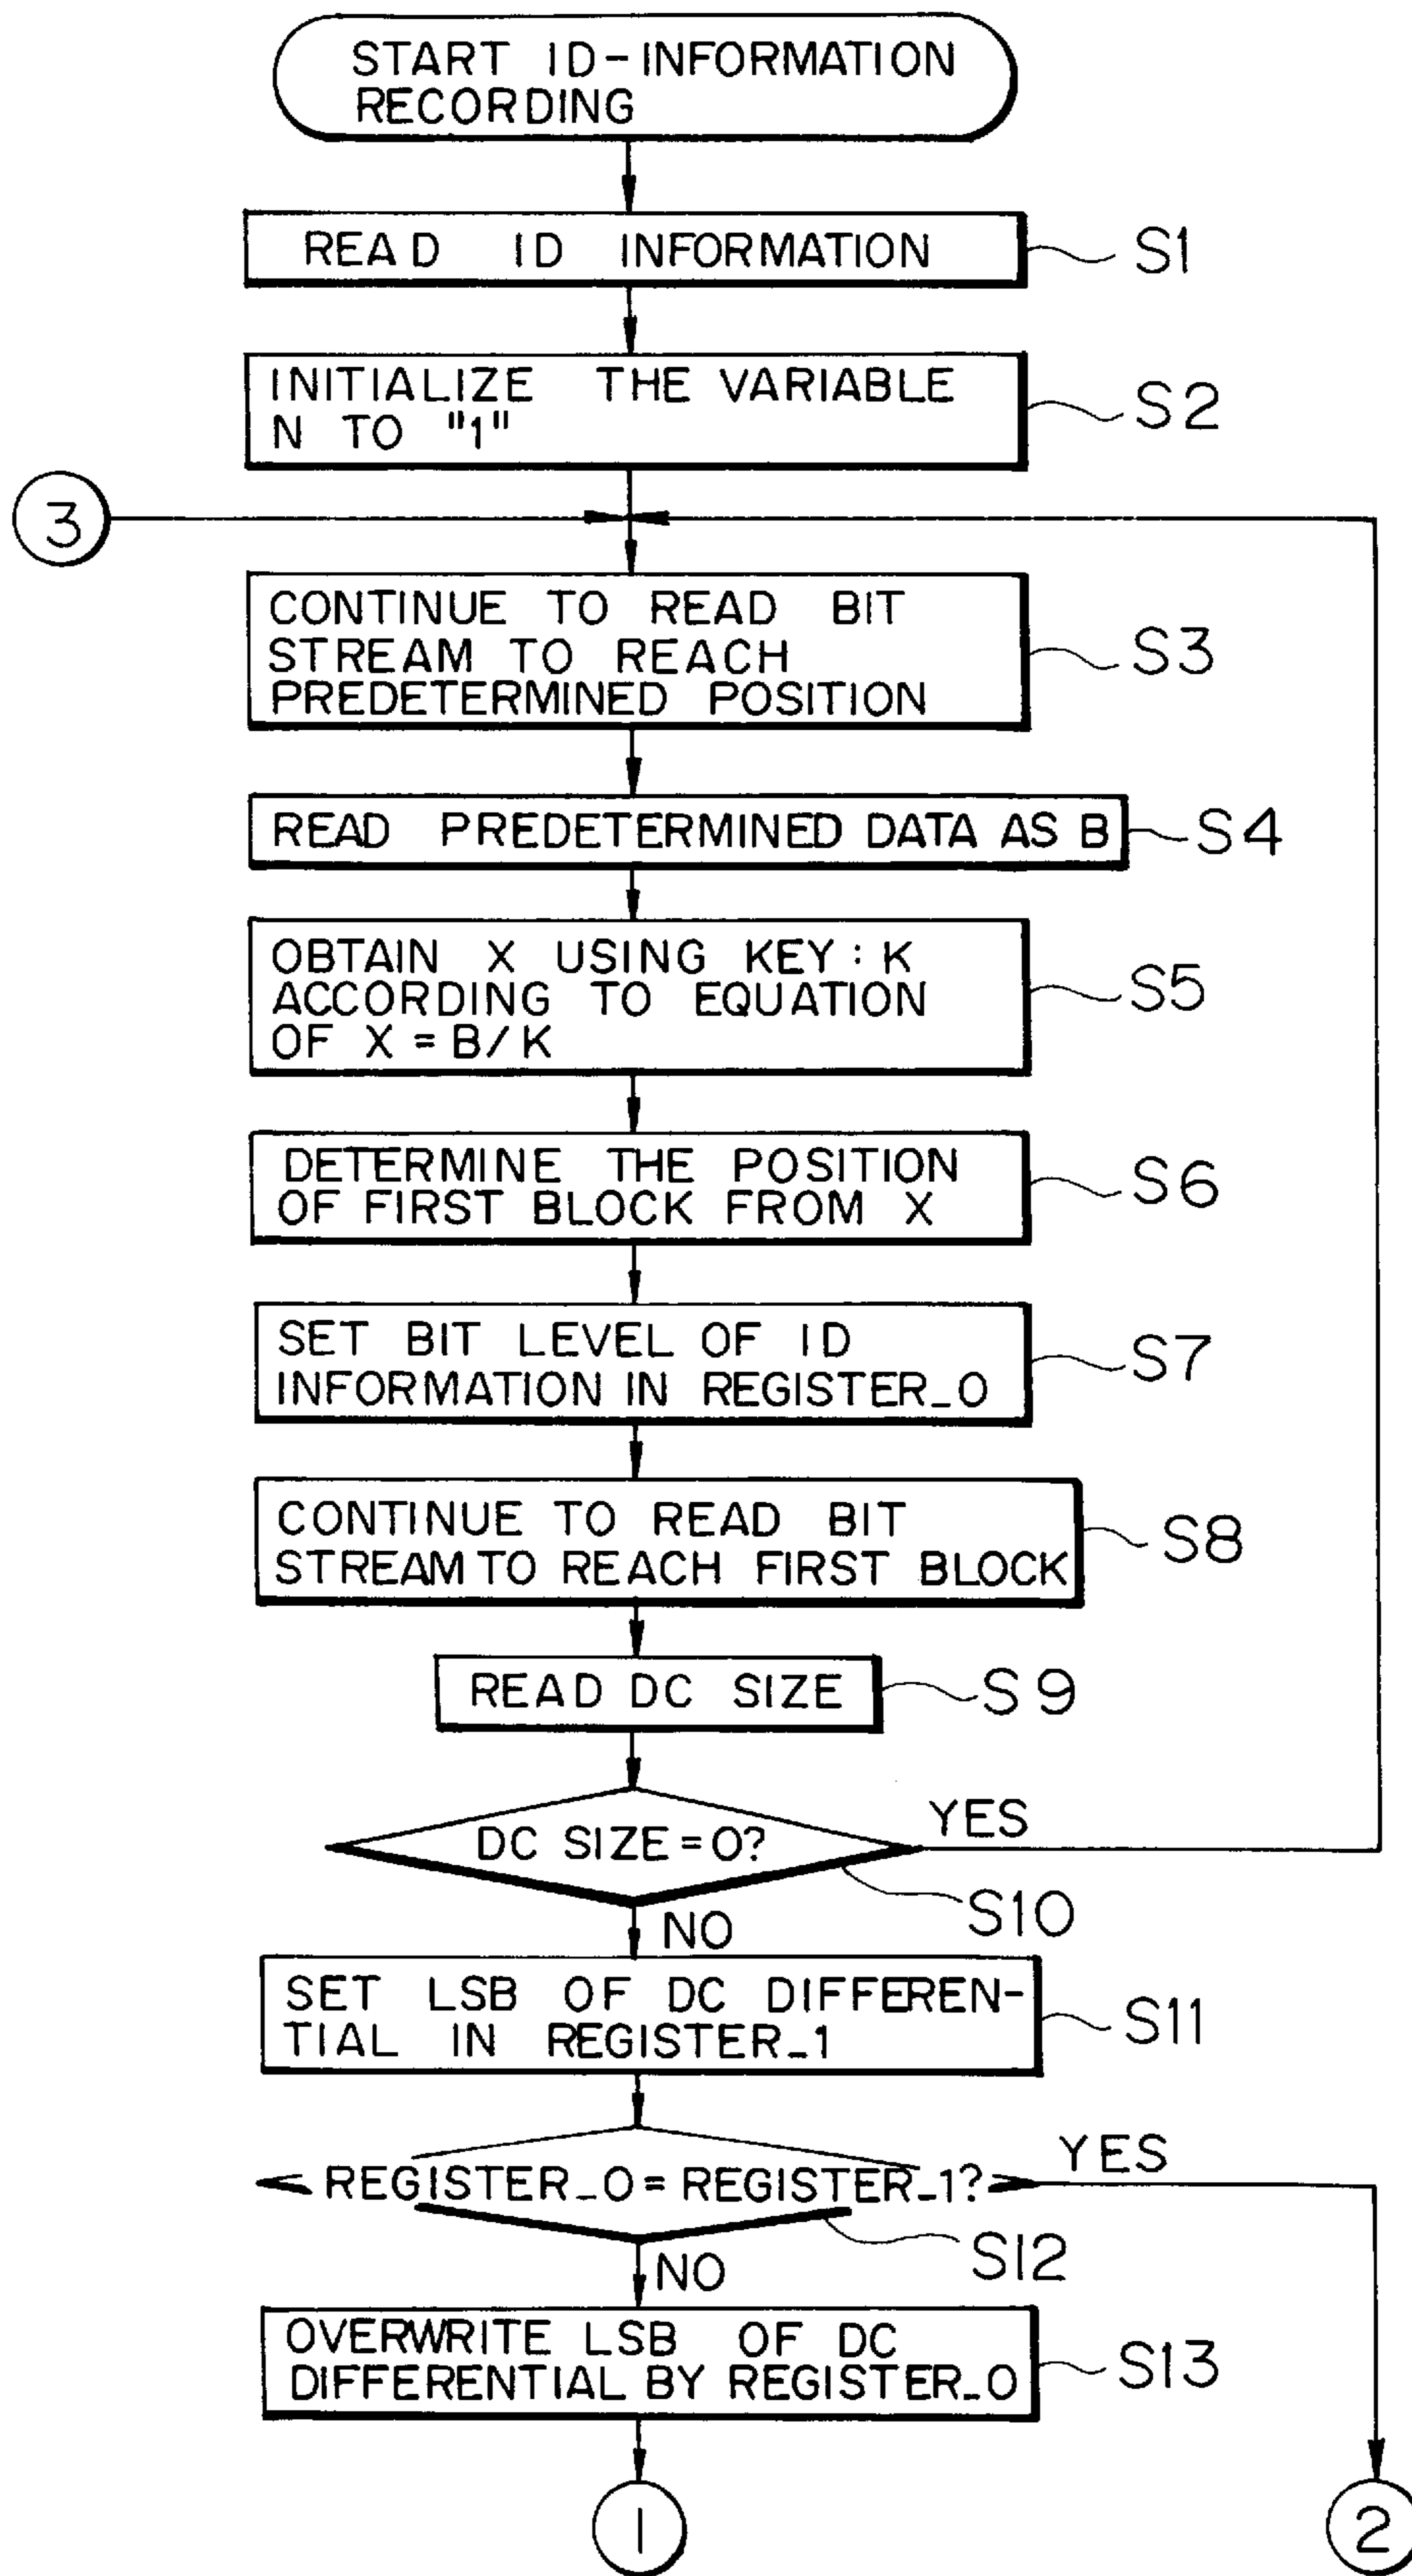 START ID-INFORMATION
RECORDING
READ ID INFORMATION
S1
INITIALIZE THE VARIABLE
N TO "1"
S2
3
CONTINUE TO READ BIT
STREAM TO REACH
PREDETERMINED POSITION
S3
READ PREDETERMINED DATA AS B
S4
OBTAIN X USING KEY : K
ACCORDING TO EQUATION
OF X = B/K
S5
DETERMINE THE POSITION
OF FIRST BLOCK FROM X
S6
SET BIT LEVEL OF ID
INFORMATION IN REGISTER_0
S7
CONTINUE TO READ BIT
STREAM TO REACH FIRST BLOCK
S8
READ DC SIZE
S9
DC SIZE = 0?
YES
S10
NO
SET LSB OF DC DIFFEREN-
TIAL IN REGISTER_1
S11
REGISTER_0 = REGISTER_1?
YES
S12
NO
OVERWRITE LSB OF DC
DIFFERENTIAL BY REGISTER_0
S13
1
2